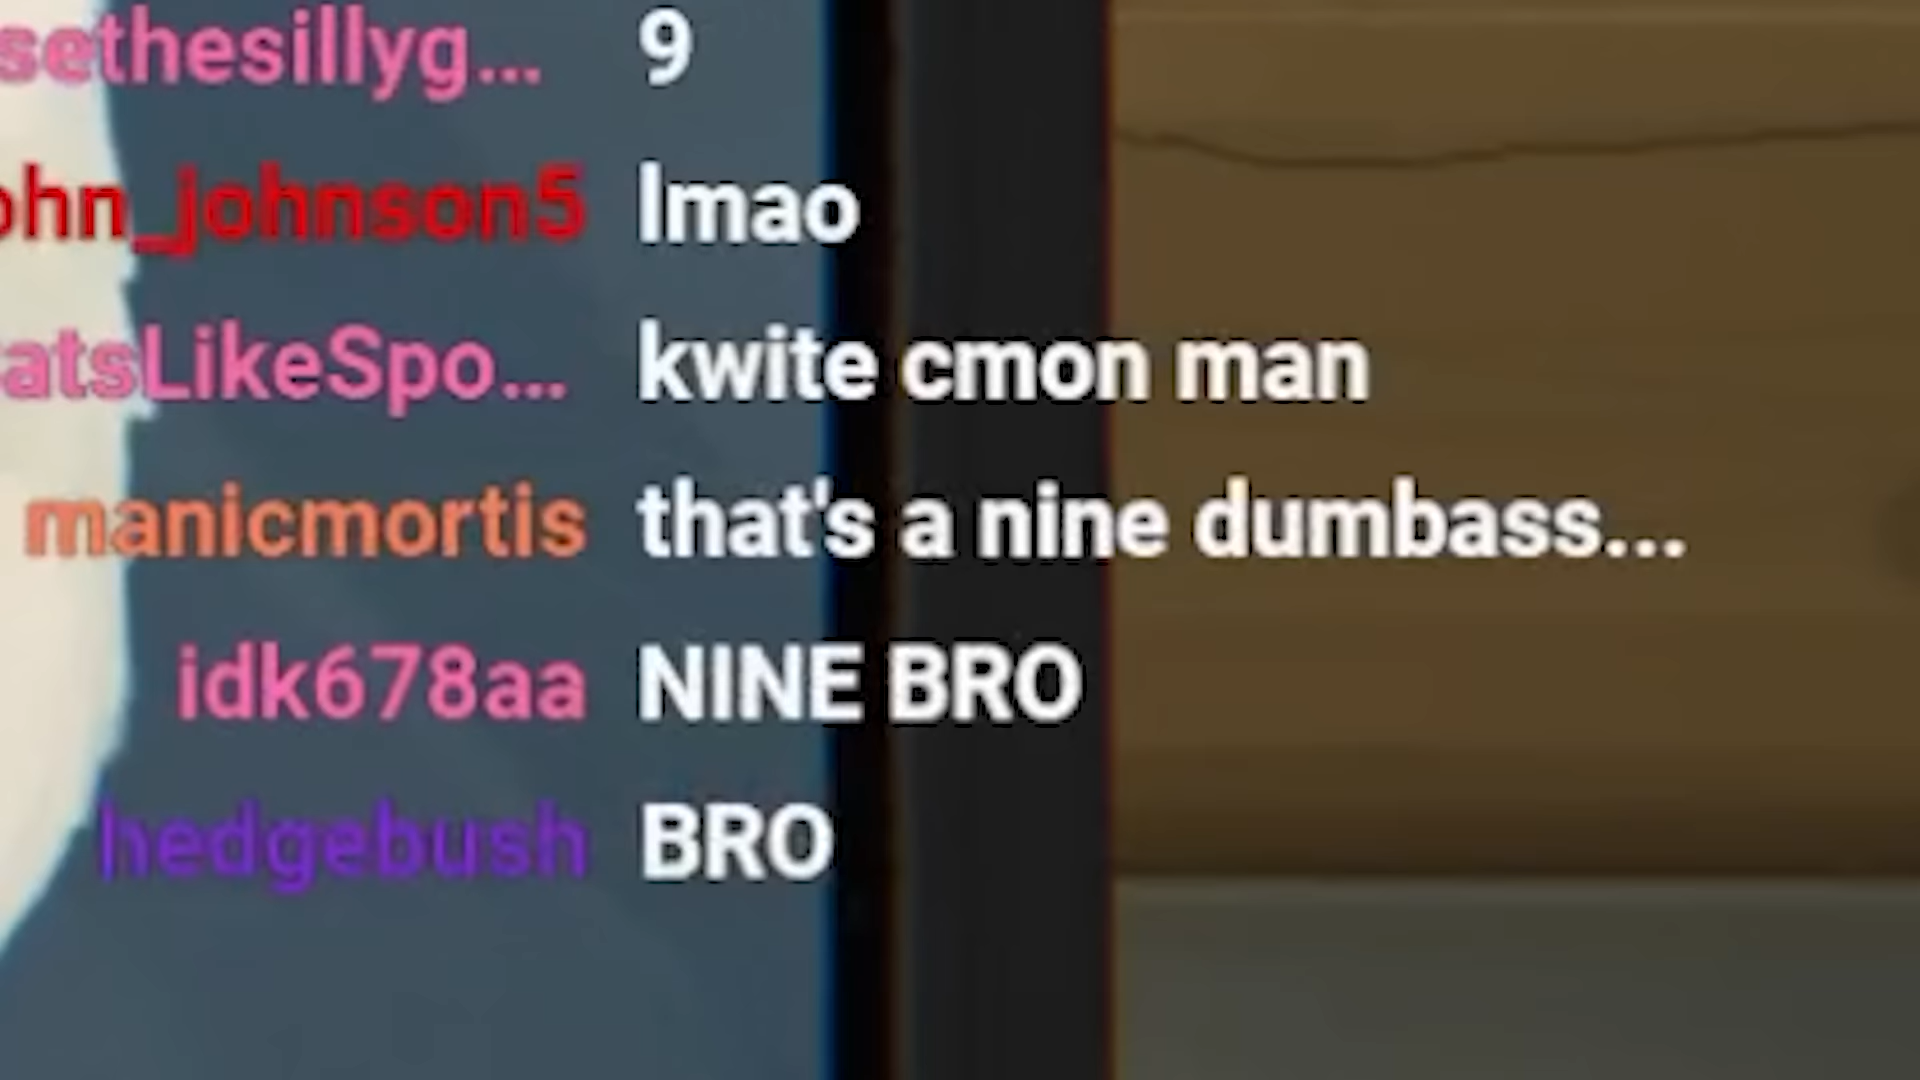 sethesillyg... 9
ohn_johnson5 lmao
atsLikeSpo... kwite cmon man
manicmortis that's a nine dumbass...
idk678aa NINE BRO
hedgebush BRO